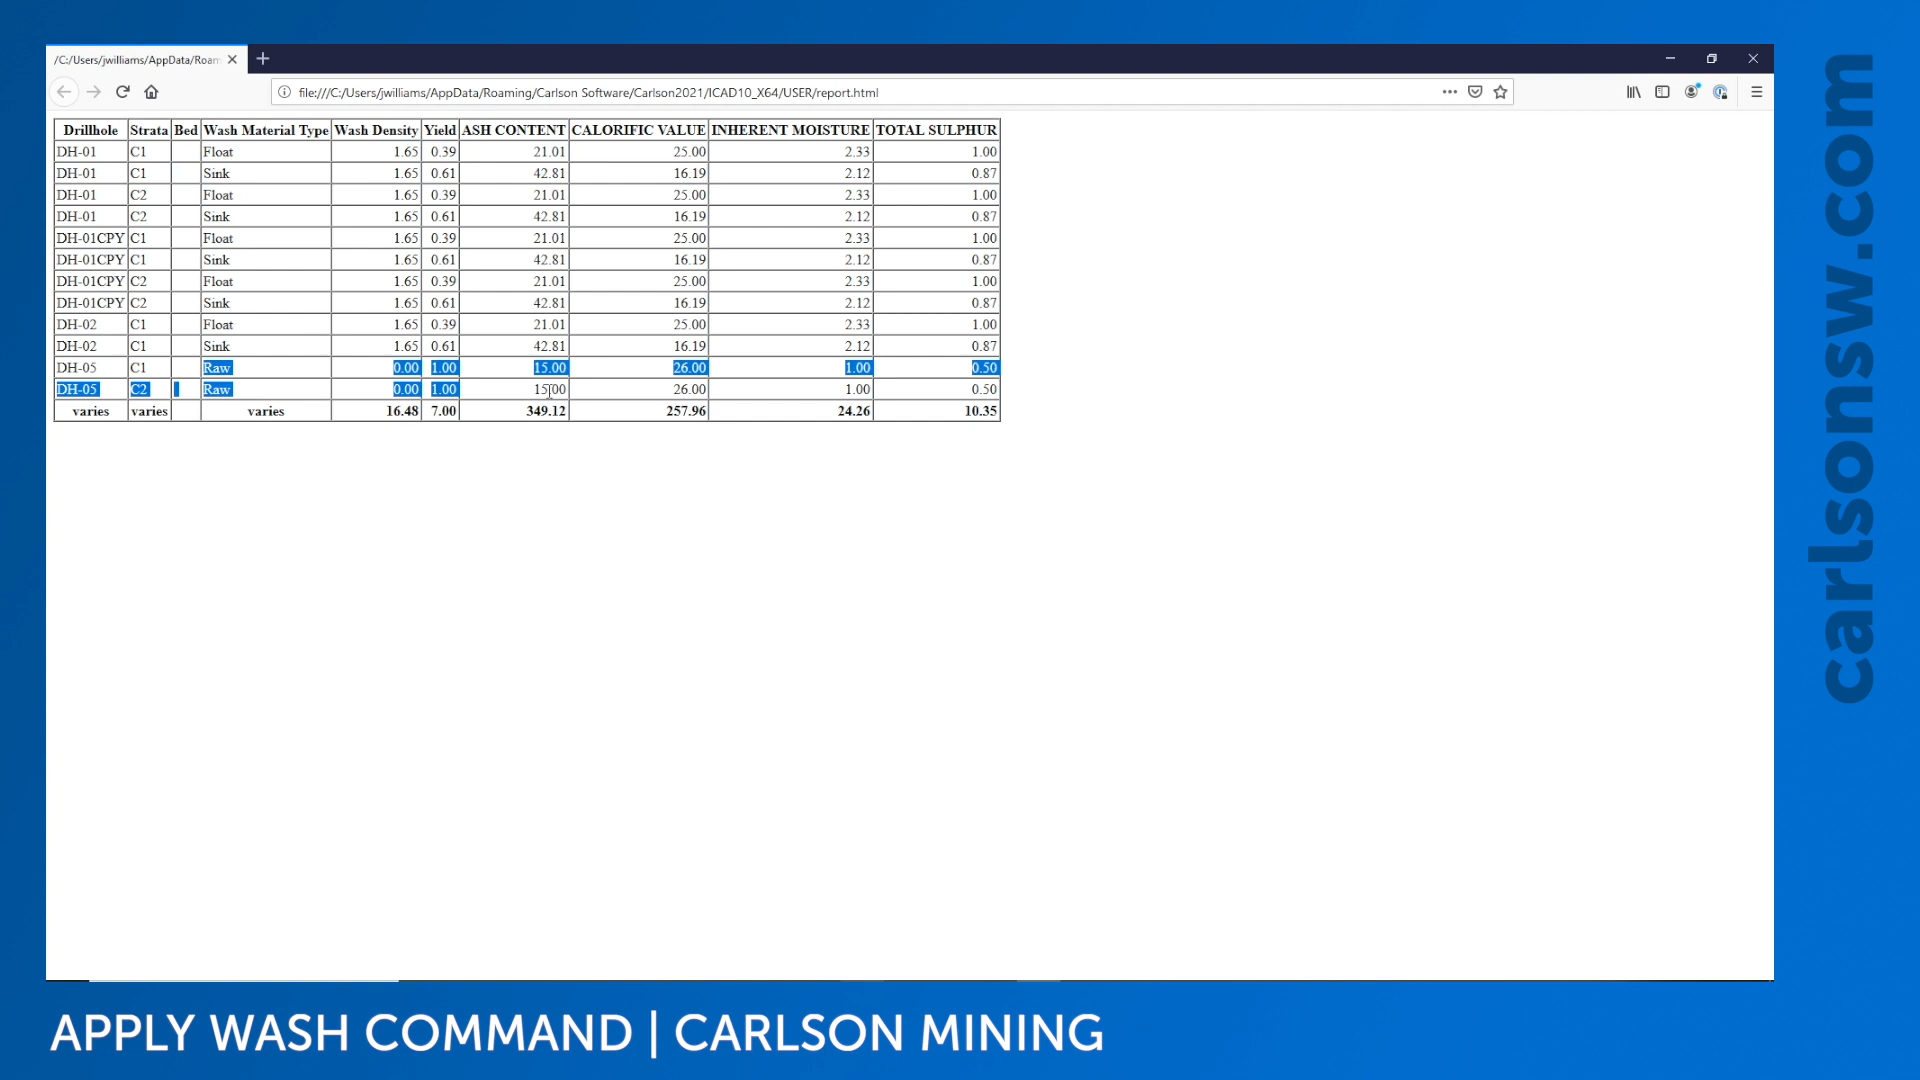 /C:/Users/jwilliams/AppData/Roam
file:///C:/Users/jwilliams/AppData/Roaming/Carlson Software/Carlson2021/ICAD10_X64/USER/report.html
Drillhole Strata Bed Wash Material Type Wash Density Yield ASH CONTENT CALORIFIC VALUE INHERENT MOISTURE TOTAL SULPHUR
DH-01 C1 Float 1.65 0.39 21.01 25.00 2.33 1.00
DH-01 C1 Sink 1.65 0.61 42.81 16.19 2.12 0.87
DH-01 C2 Float 1.65 0.39 21.01 25.00 2.33 1.00
DH-01 C2 Sink 1.65 0.61 42.81 16.19 2.12 0.87
DH-01CPY C1 Float 1.65 0.39 21.01 25.00 2.33 1.00
DH-01CPY C1 Sink 1.65 0.61 42.81 16.19 2.12 0.87
DH-01CPY C2 Float 1.65 0.39 21.01 25.00 2.33 1.00
DH-01CPY C2 Sink 1.65 0.61 42.81 16.19 2.12 0.87
DH-02 C1 Float 1.65 0.39 21.01 25.00 2.33 1.00
DH-02 C1 Sink 1.65 0.61 42.81 16.19 2.12 0.87
DH-05 C1 Raw 0.00 1.00 15.00 26.00 1.00 0.50
DH-05 C2 Raw 0.00 1.00 15.00 26.00 1.00 0.50
varies varies varies 16.48 7.00 349.12 257.96 24.26 10.35
carlsonsw.com
APPLY WASH COMMAND | CARLSON MINING